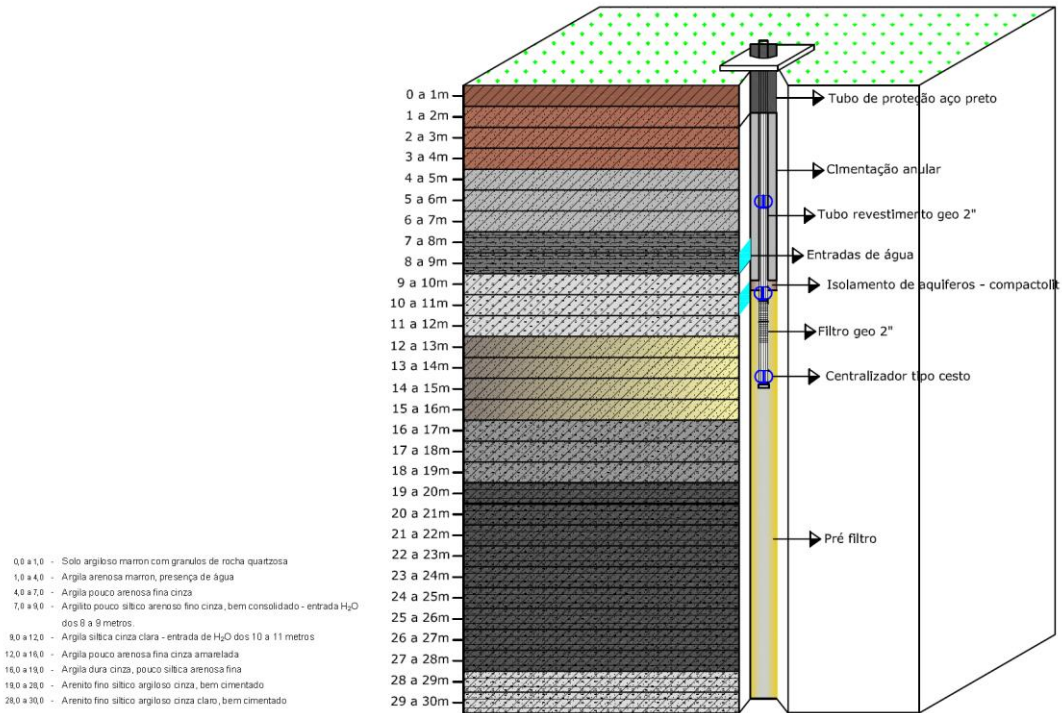 0 a 1m
1 a 2m
2 a 3m
3 a 4m
4 a 5m
5 a 6m
6 a 7m
7 a 8m
8 a 9m
9 a 10m
10 a 11m
11 a 12m
12 a 13m
13 a 14m
14 a 15m
15 a 16m
16 a 17m
17 a 18m
18 a 19m
19 a 20m
20 a 21m
21 a 22m
22 a 23m
23 a 24m
24 a 25m
25 a 26m
26 a 27m
27 a 28m
28 a 29m
29 a 30m
Tubo de proteção aço preto
Cimentação anular
Tubo revestimento geo 2"
Entradas de água
Isolamento de aquíferos - compactolit
Filtro geo 2"
Centralizador tipo cesto
Pré filtro
0,0 a 1,0 - Solo argiloso marron com granulos de rocha quartzosa
1,0 a 4,0 - Argila arenosa marron, presença de água
4,0 a 7,0 - Argila pouco arenosa fina cinza
7,0 a 9,0 - Argilito pouco síltico arenoso fino cinza, bem consolidado - entrada H₂O
dos 8 a 9 metros.
9,0 a 12,0 - Argila siltica cinza clara - entrada de H₂O dos 10 a 11 metros
12,0 a 16,0 - Argila pouco arenosa fina cinza amarelada
16,0 a 19,0 - Argila dura cinza, pouco síltica arenosa fina
19,0 a 28,0 - Arenito fino síltico argiloso cinza, bem cimentado
28,0 a 30,0 - Arenito fino síltico argiloso cinza claro, bem cimentado